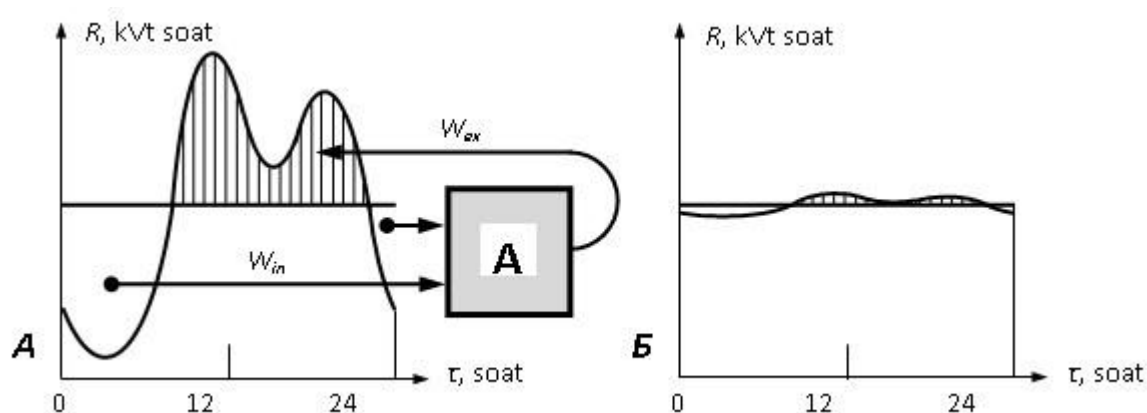 R, kVt soat
W_ex
W_in
A
A
τ, soat
0 12 24
R, kVt soat
Б
τ, soat
0 12 24